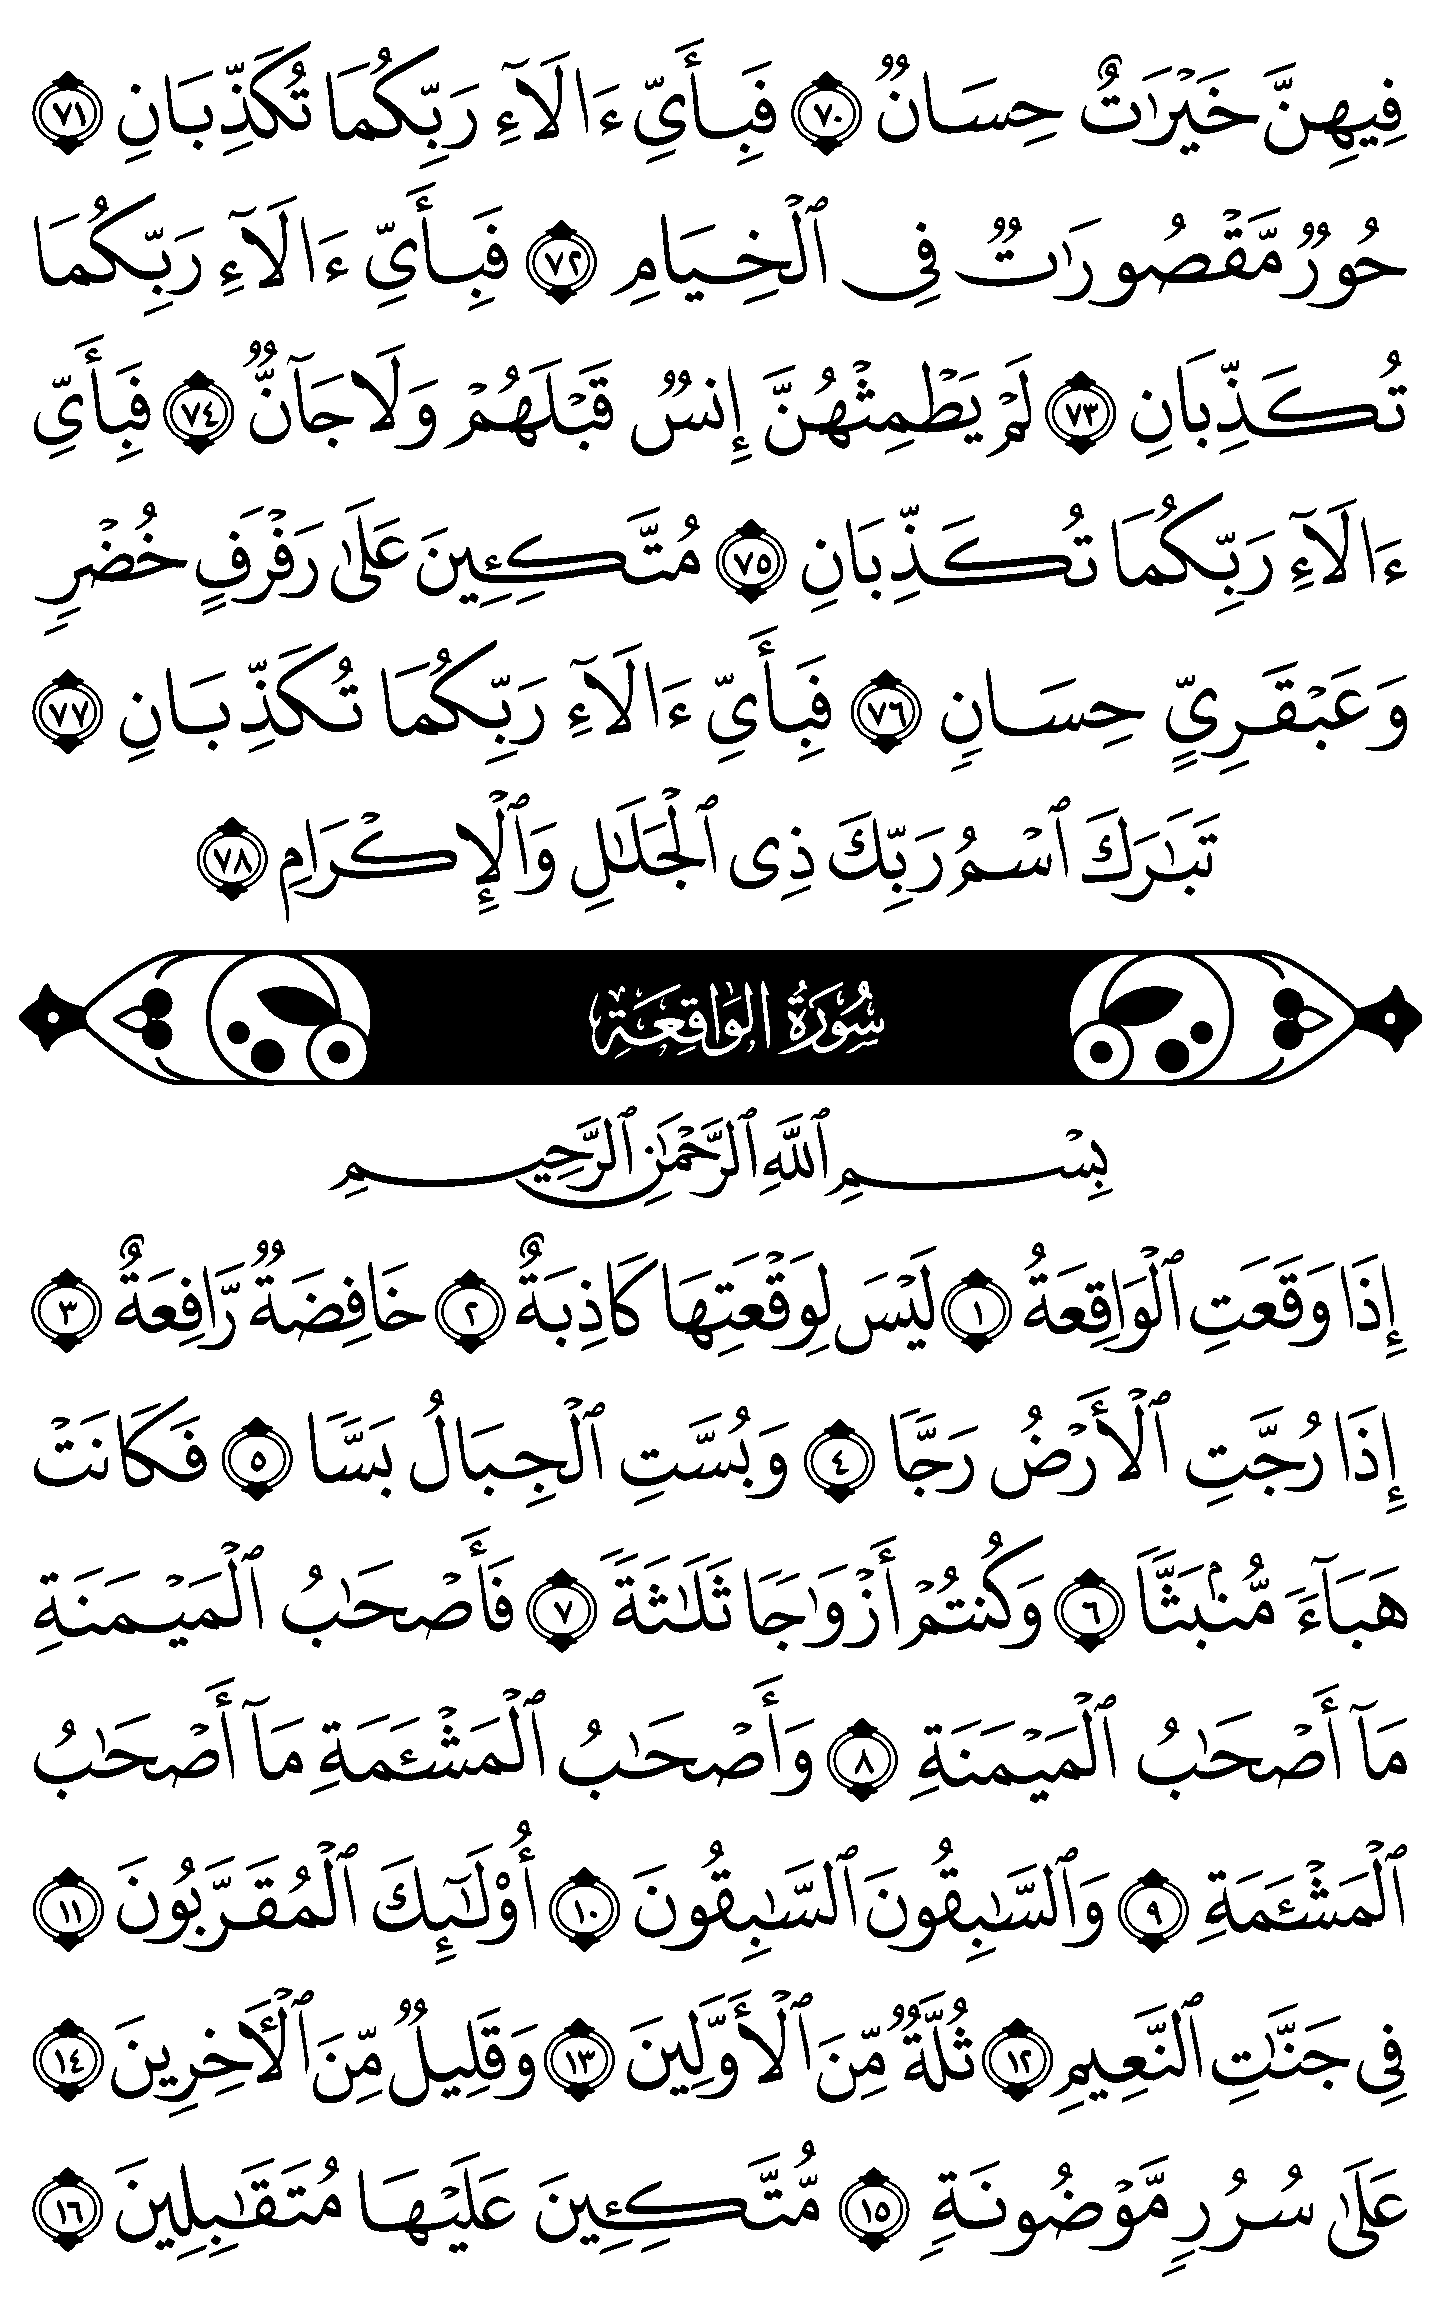 فِيهِنَّ خَيْرَٰتٌ حِسَانٌ ٧٠ فَبِأَيِّ ءَالَآءِ رَبِّكُمَا تُكَذِّبَانِ ٧١
حُورٌ مَّقْصُورَٰتٌ فِى ٱلْخِيَامِ ٧٢ فَبِأَيِّ ءَالَآءِ رَبِّكُمَا
تُكَذِّبَانِ ٧٣ لَمْ يَطْمِثْهُنَّ إِنسٌ قَبْلَهُمْ وَلَا جَآنٌّ ٧٤ فَبِأَيِّ
ءَالَآءِ رَبِّكُمَا تُكَذِّبَانِ ٧٥ مُتَّكِـِٔينَ عَلَىٰ رَفْرَفٍ خُضْرٍ
وَعَبْقَرِيٍّ حِسَانٍ ٧٦ فَبِأَيِّ ءَالَآءِ رَبِّكُمَا تُكَذِّبَانِ ٧٧
تَبَٰرَكَ ٱسْمُ رَبِّكَ ذِى ٱلْجَلَٰلِ وَٱلْإِكْرَامِ ٧٨
سُورَةُ الوَاقِعَةِ
بِسْمِ ٱللَّهِ ٱلرَّحْمَٰنِ ٱلرَّحِيمِ
إِذَا وَقَعَتِ ٱلْوَاقِعَةُ ١ لَيْسَ لِوَقْعَتِهَا كَاذِبَةٌ ٢ خَافِضَةٌ رَّافِعَةٌ ٣
إِذَا رُجَّتِ ٱلْأَرْضُ رَجًّا ٤ وَبُسَّتِ ٱلْجِبَالُ بَسًّا ٥ فَكَانَتْ
هَبَآءً مُّنۢبَثًّا ٦ وَكُنتُمْ أَزْوَٰجًا ثَلَٰثَةً ٧ فَأَصْحَٰبُ ٱلْمَيْمَنَةِ
مَآ أَصْحَٰبُ ٱلْمَيْمَنَةِ ٨ وَأَصْحَٰبُ ٱلْمَشْـَٔمَةِ مَآ أَصْحَٰبُ
ٱلْمَشْـَٔمَةِ ٩ وَٱلسَّٰبِقُونَ ٱلسَّٰبِقُونَ ١٠ أُو۟لَٰٓئِكَ ٱلْمُقَرَّبُونَ ١١
فِى جَنَّٰتِ ٱلنَّعِيمِ ١٢ ثُلَّةٌ مِّنَ ٱلْأَوَّلِينَ ١٣ وَقَلِيلٌ مِّنَ ٱلْـَٔاخِرِينَ ١٤
عَلَىٰ سُرُرٍ مَّوْضُونَةٍ ١٥ مُّتَّكِـِٔينَ عَلَيْهَا مُتَقَٰبِلِينَ ١٦